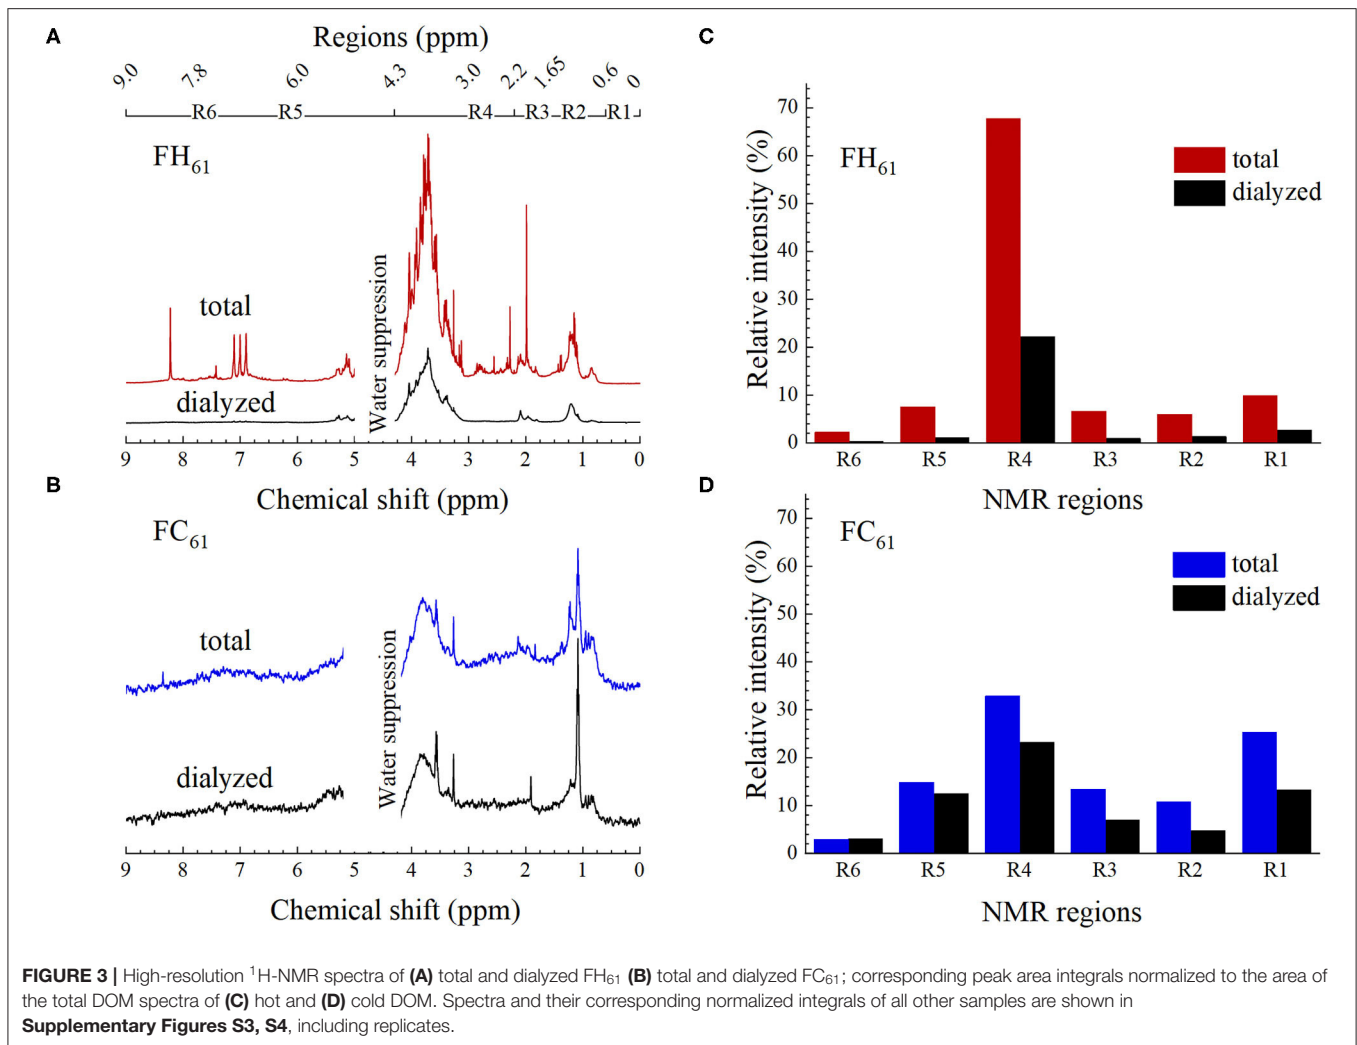 A
Regions (ppm)
9.0 7.8 6.0 4.3 3.0 2.2 1.65 0.6 0
R6 R5 R4 R3 R2 R1
FH61
total
dialyzed
Water suppression
9 8 7 6 5 4 3 2 1 0
Chemical shift (ppm)
B
FC61
total
dialyzed
Water suppression
9 8 7 6 5 4 3 2 1 0
Chemical shift (ppm)
C
Relative intensity (%)
70
60
50
40
30
20
10
0
FH61
total
dialyzed
R6 R5 R4 R3 R2 R1
NMR regions
D
Relative intensity (%)
70
60
50
40
30
20
10
0
FC61
total
dialyzed
R6 R5 R4 R3 R2 R1
NMR regions
FIGURE 3 | High-resolution 1H-NMR spectra of (A) total and dialyzed FH61 (B) total and dialyzed FC61; corresponding peak area integrals normalized to the area of
the total DOM spectra of (C) hot and (D) cold DOM. Spectra and their corresponding normalized integrals of all other samples are shown in
Supplementary Figures S3, S4, including replicates.